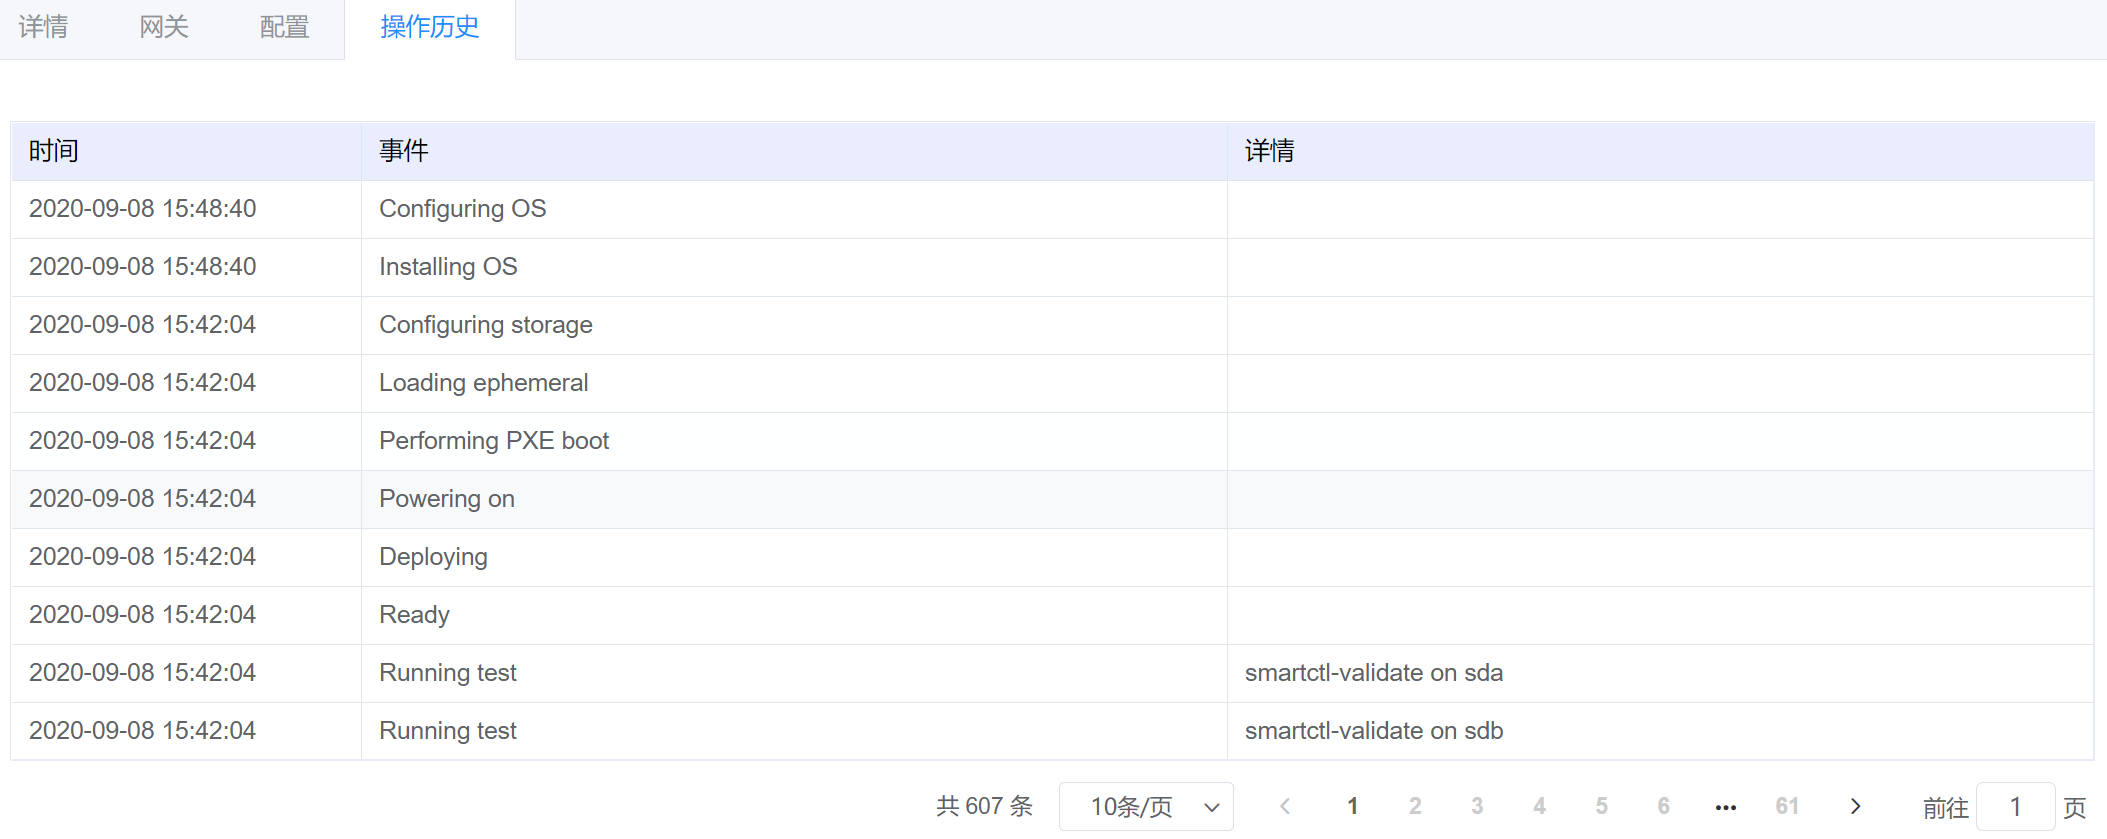 详情 网关 配置 操作历史
时间 事件 详情
2020-09-08 15:48:40 Configuring OS
2020-09-08 15:48:40 Installing OS
2020-09-08 15:42:04 Configuring storage
2020-09-08 15:42:04 Loading ephemeral
2020-09-08 15:42:04 Performing PXE boot
2020-09-08 15:42:04 Powering on
2020-09-08 15:42:04 Deploying
2020-09-08 15:42:04 Ready
2020-09-08 15:42:04 Running test smartctl-validate on sda
2020-09-08 15:42:04 Running test smartctl-validate on sdb
共 607 条 10条/页 1 2 3 4 5 6 ••• 61 前往 1 页